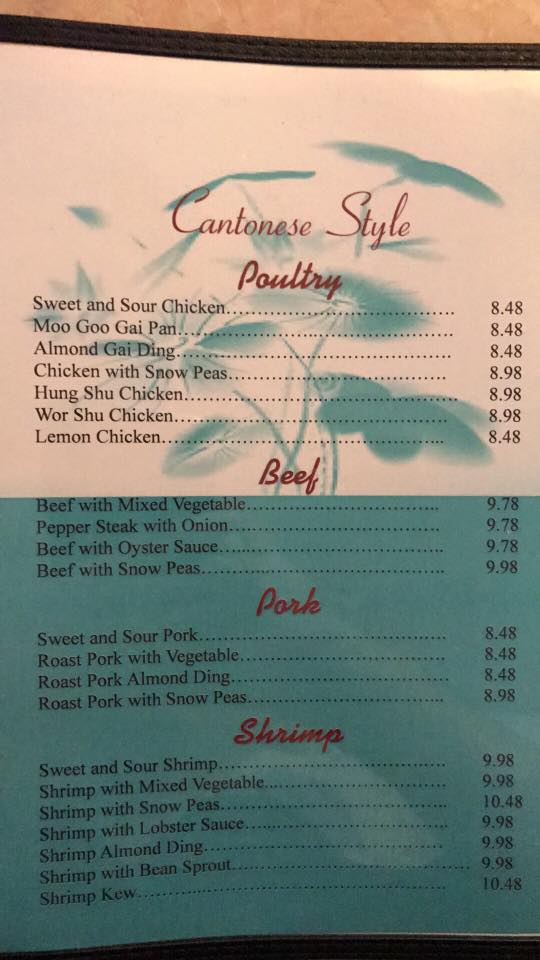 Cantonese Style
Poultry
Sweet and Sour Chicken 8.48
Moo Goo Gai Pan 8.48
Almond Gai Ding 8.48
Chicken with Snow Peas 8.98
Hung Shu Chicken 8.98
Wor Shu Chicken 8.98
Lemon Chicken 8.48
Beef
Beef with Mixed Vegetable 9.78
Pepper Steak with Onion 9.78
Beef with Oyster Sauce 9.78
Beef with Snow Peas 9.98
Pork
Sweet and Sour Pork 8.48
Roast Pork with Vegetable 8.48
Roast Pork Almond Ding 8.48
Roast Pork with Snow Peas 8.98
Shrimp
Sweet and Sour Shrimp 9.98
Shrimp with Mixed Vegetable 9.98
Shrimp with Snow Peas 10.48
Shrimp with Lobster Sauce 9.98
Shrimp Almond Ding 9.98
Shrimp with Bean Sprout 9.98
Shrimp Kew 10.48